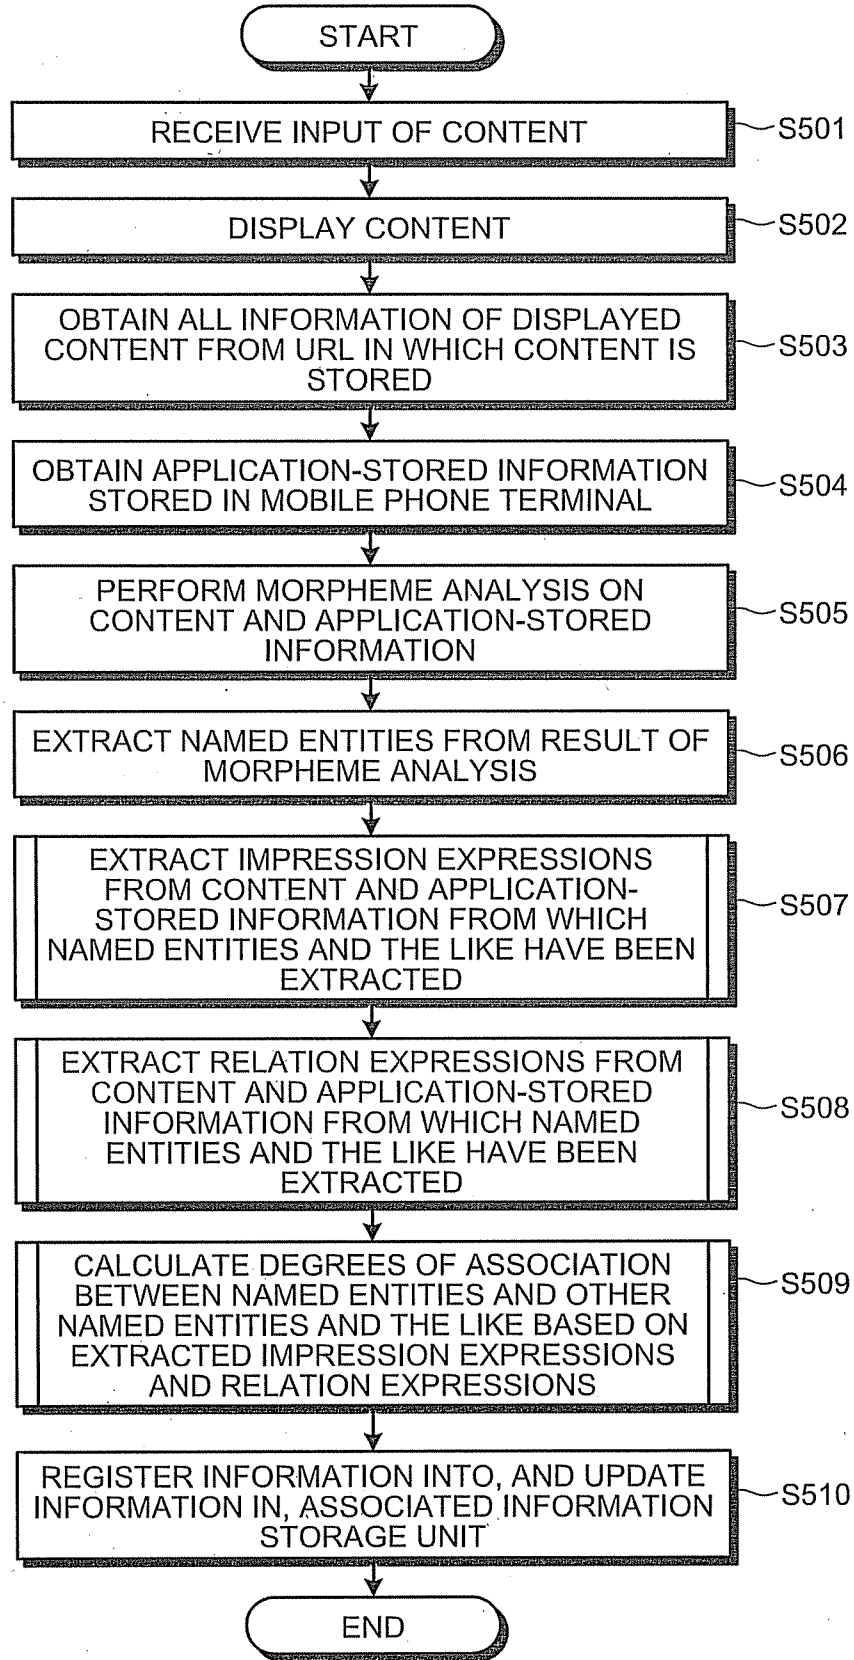 START
RECEIVE INPUT OF CONTENT
S501
DISPLAY CONTENT
S502
OBTAIN ALL INFORMATION OF DISPLAYED
CONTENT FROM URL IN WHICH CONTENT IS
STORED
S503
OBTAIN APPLICATION-STORED INFORMATION
STORED IN MOBILE PHONE TERMINAL
S504
PERFORM MORPHEME ANALYSIS ON
CONTENT AND APPLICATION-STORED
INFORMATION
S505
EXTRACT NAMED ENTITIES FROM RESULT OF
MORPHEME ANALYSIS
S506
EXTRACT IMPRESSION EXPRESSIONS
FROM CONTENT AND APPLICATION-
STORED INFORMATION FROM WHICH
NAMED ENTITIES AND THE LIKE HAVE BEEN
EXTRACTED
S507
EXTRACT RELATION EXPRESSIONS FROM
CONTENT AND APPLICATION-STORED
INFORMATION FROM WHICH NAMED
ENTITIES AND THE LIKE HAVE BEEN
EXTRACTED
S508
CALCULATE DEGREES OF ASSOCIATION
BETWEEN NAMED ENTITIES AND OTHER
NAMED ENTITIES AND THE LIKE BASED ON
EXTRACTED IMPRESSION EXPRESSIONS
AND RELATION EXPRESSIONS
S509
REGISTER INFORMATION INTO, AND UPDATE
INFORMATION IN, ASSOCIATED INFORMATION
STORAGE UNIT
S510
END